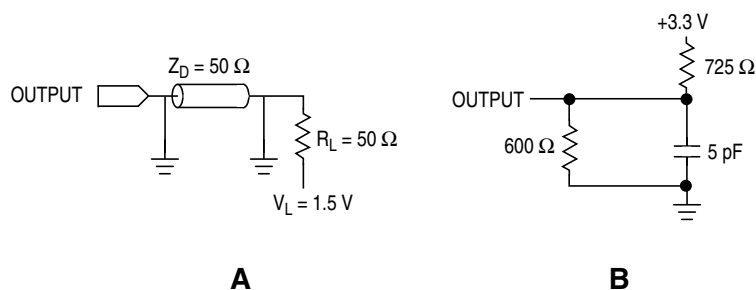 +3.3 V
Z_D = 50 Ω
725 Ω
OUTPUT
OUTPUT
R_L = 50 Ω
600 Ω
5 pF
V_L = 1.5 V
A
B